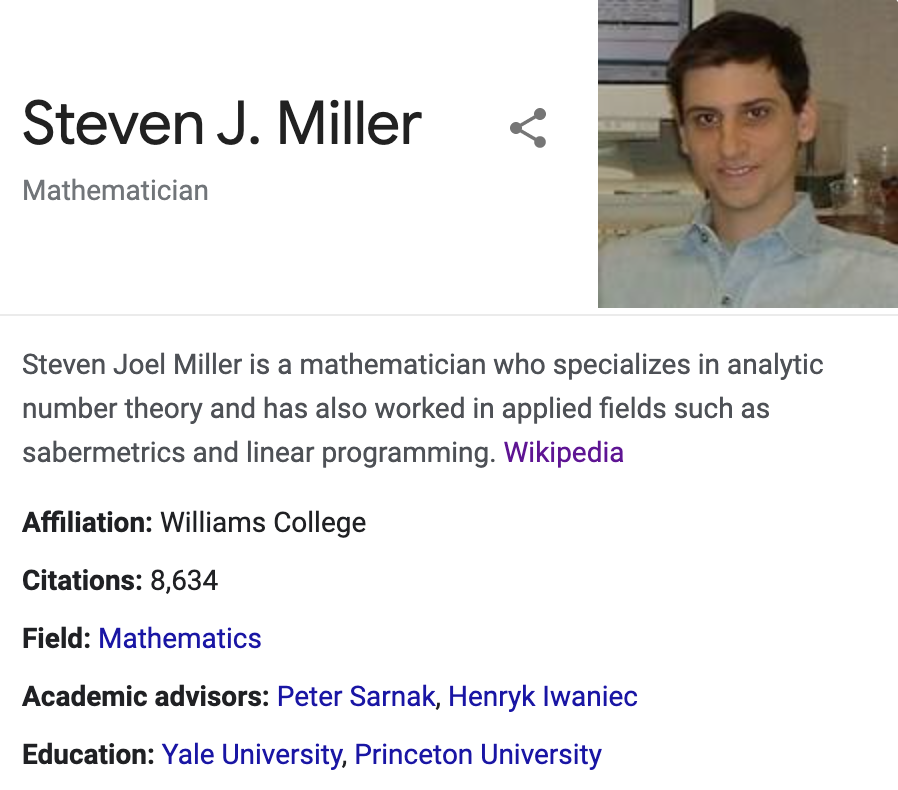 Steven J. Miller
Mathematician
Steven Joel Miller is a mathematician who specializes in analytic
number theory and has also worked in applied fields such as
sabermetrics and linear programming. Wikipedia
Affiliation: Williams College
Citations: 8,634
Field: Mathematics
Academic advisors: Peter Sarnak, Henryk Iwaniec
Education: Yale University, Princeton University